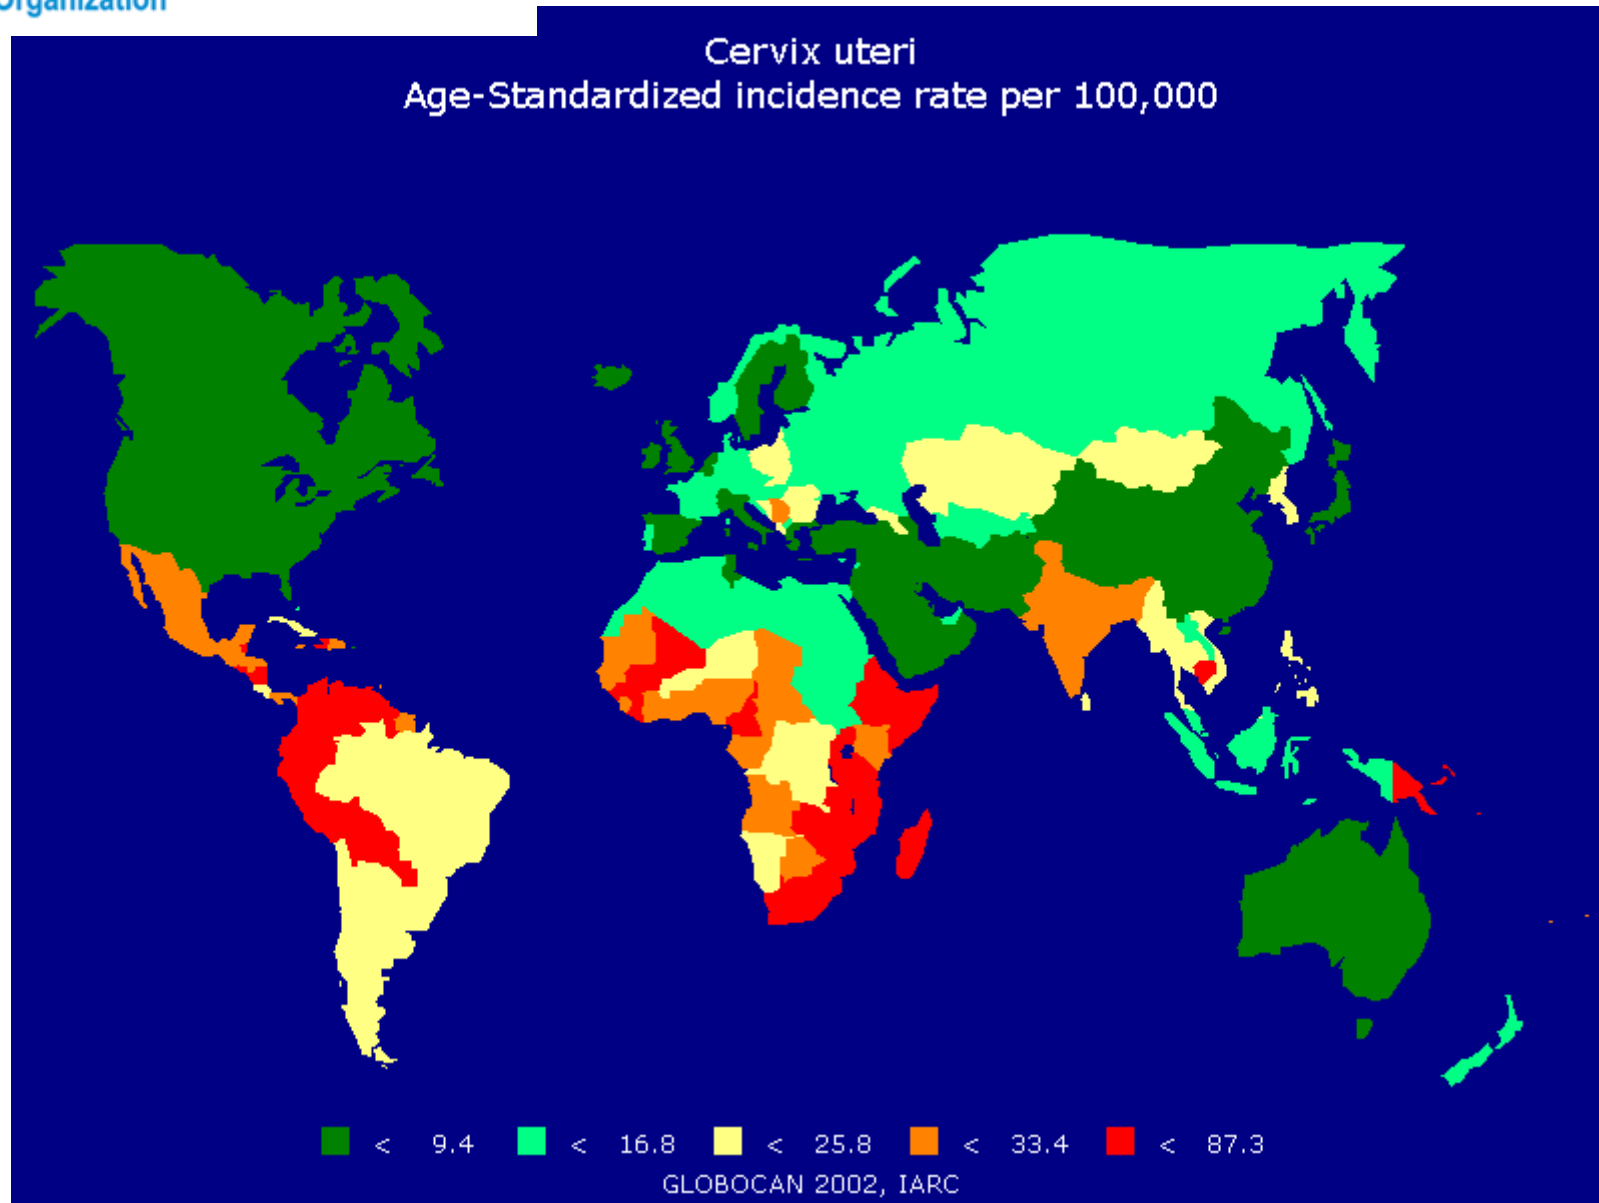 Organization
Cervix uteri
Age-Standardized incidence rate per 100,000
< 9.4 < 16.8 < 25.8 < 33.4 < 87.3
GLOBOCAN 2002, IARC